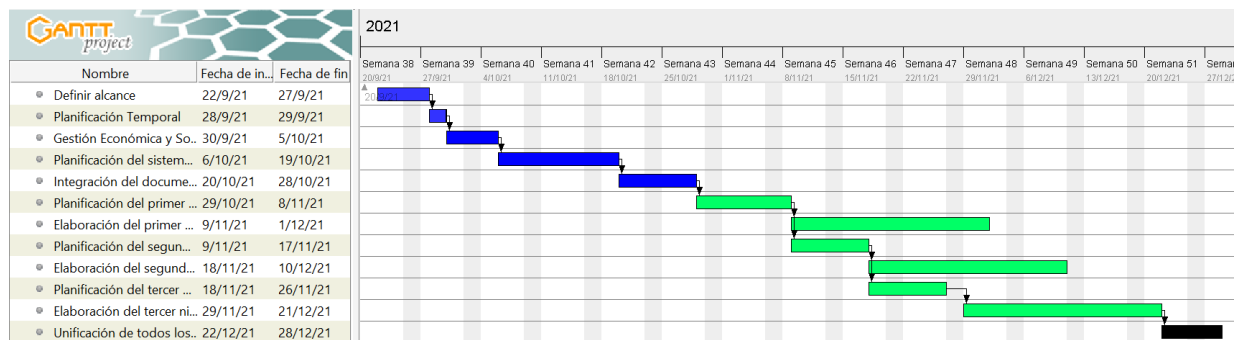 GANTT
project
2021
Semana 38 Semana 39 Semana 40 Semana 41 Semana 42 Semana 43 Semana 44 Semana 45 Semana 46 Semana 47 Semana 48 Semana 49 Semana 50 Semana 51 Seman
20/9/21 27/9/21 4/10/21 11/10/21 18/10/21 25/10/21 1/11/21 8/11/21 15/11/21 22/11/21 29/11/21 6/12/21 13/12/21 20/12/21 27/12/2
Nombre Fecha de in... Fecha de fin
20/9/21
Definir alcance 22/9/21 27/9/21
Planificación Temporal 28/9/21 29/9/21
Gestión Económica y So.. 30/9/21 5/10/21
Planificación del sistem... 6/10/21 19/10/21
Integración del docume... 20/10/21 28/10/21
Planificación del primer ... 29/10/21 8/11/21
Elaboración del primer ... 9/11/21 1/12/21
Planificación del segun... 9/11/21 17/11/21
Elaboración del segund... 18/11/21 10/12/21
Planificación del tercer ... 18/11/21 26/11/21
Elaboración del tercer ni... 29/11/21 21/12/21
Unificación de todos los.. 22/12/21 28/12/21